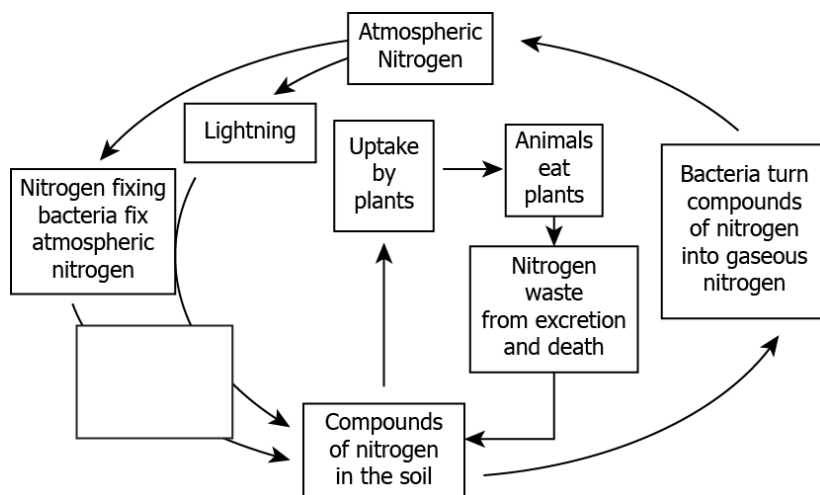 Atmospheric
Nitrogen
Lightning
Uptake
by
plants
Animals
eat
plants
Bacteria turn
compounds
of nitrogen
into gaseous
nitrogen
Nitrogen fixing
bacteria fix
atmospheric
nitrogen
Nitrogen
waste
from excretion
and death
Compounds
of nitrogen
in the soil